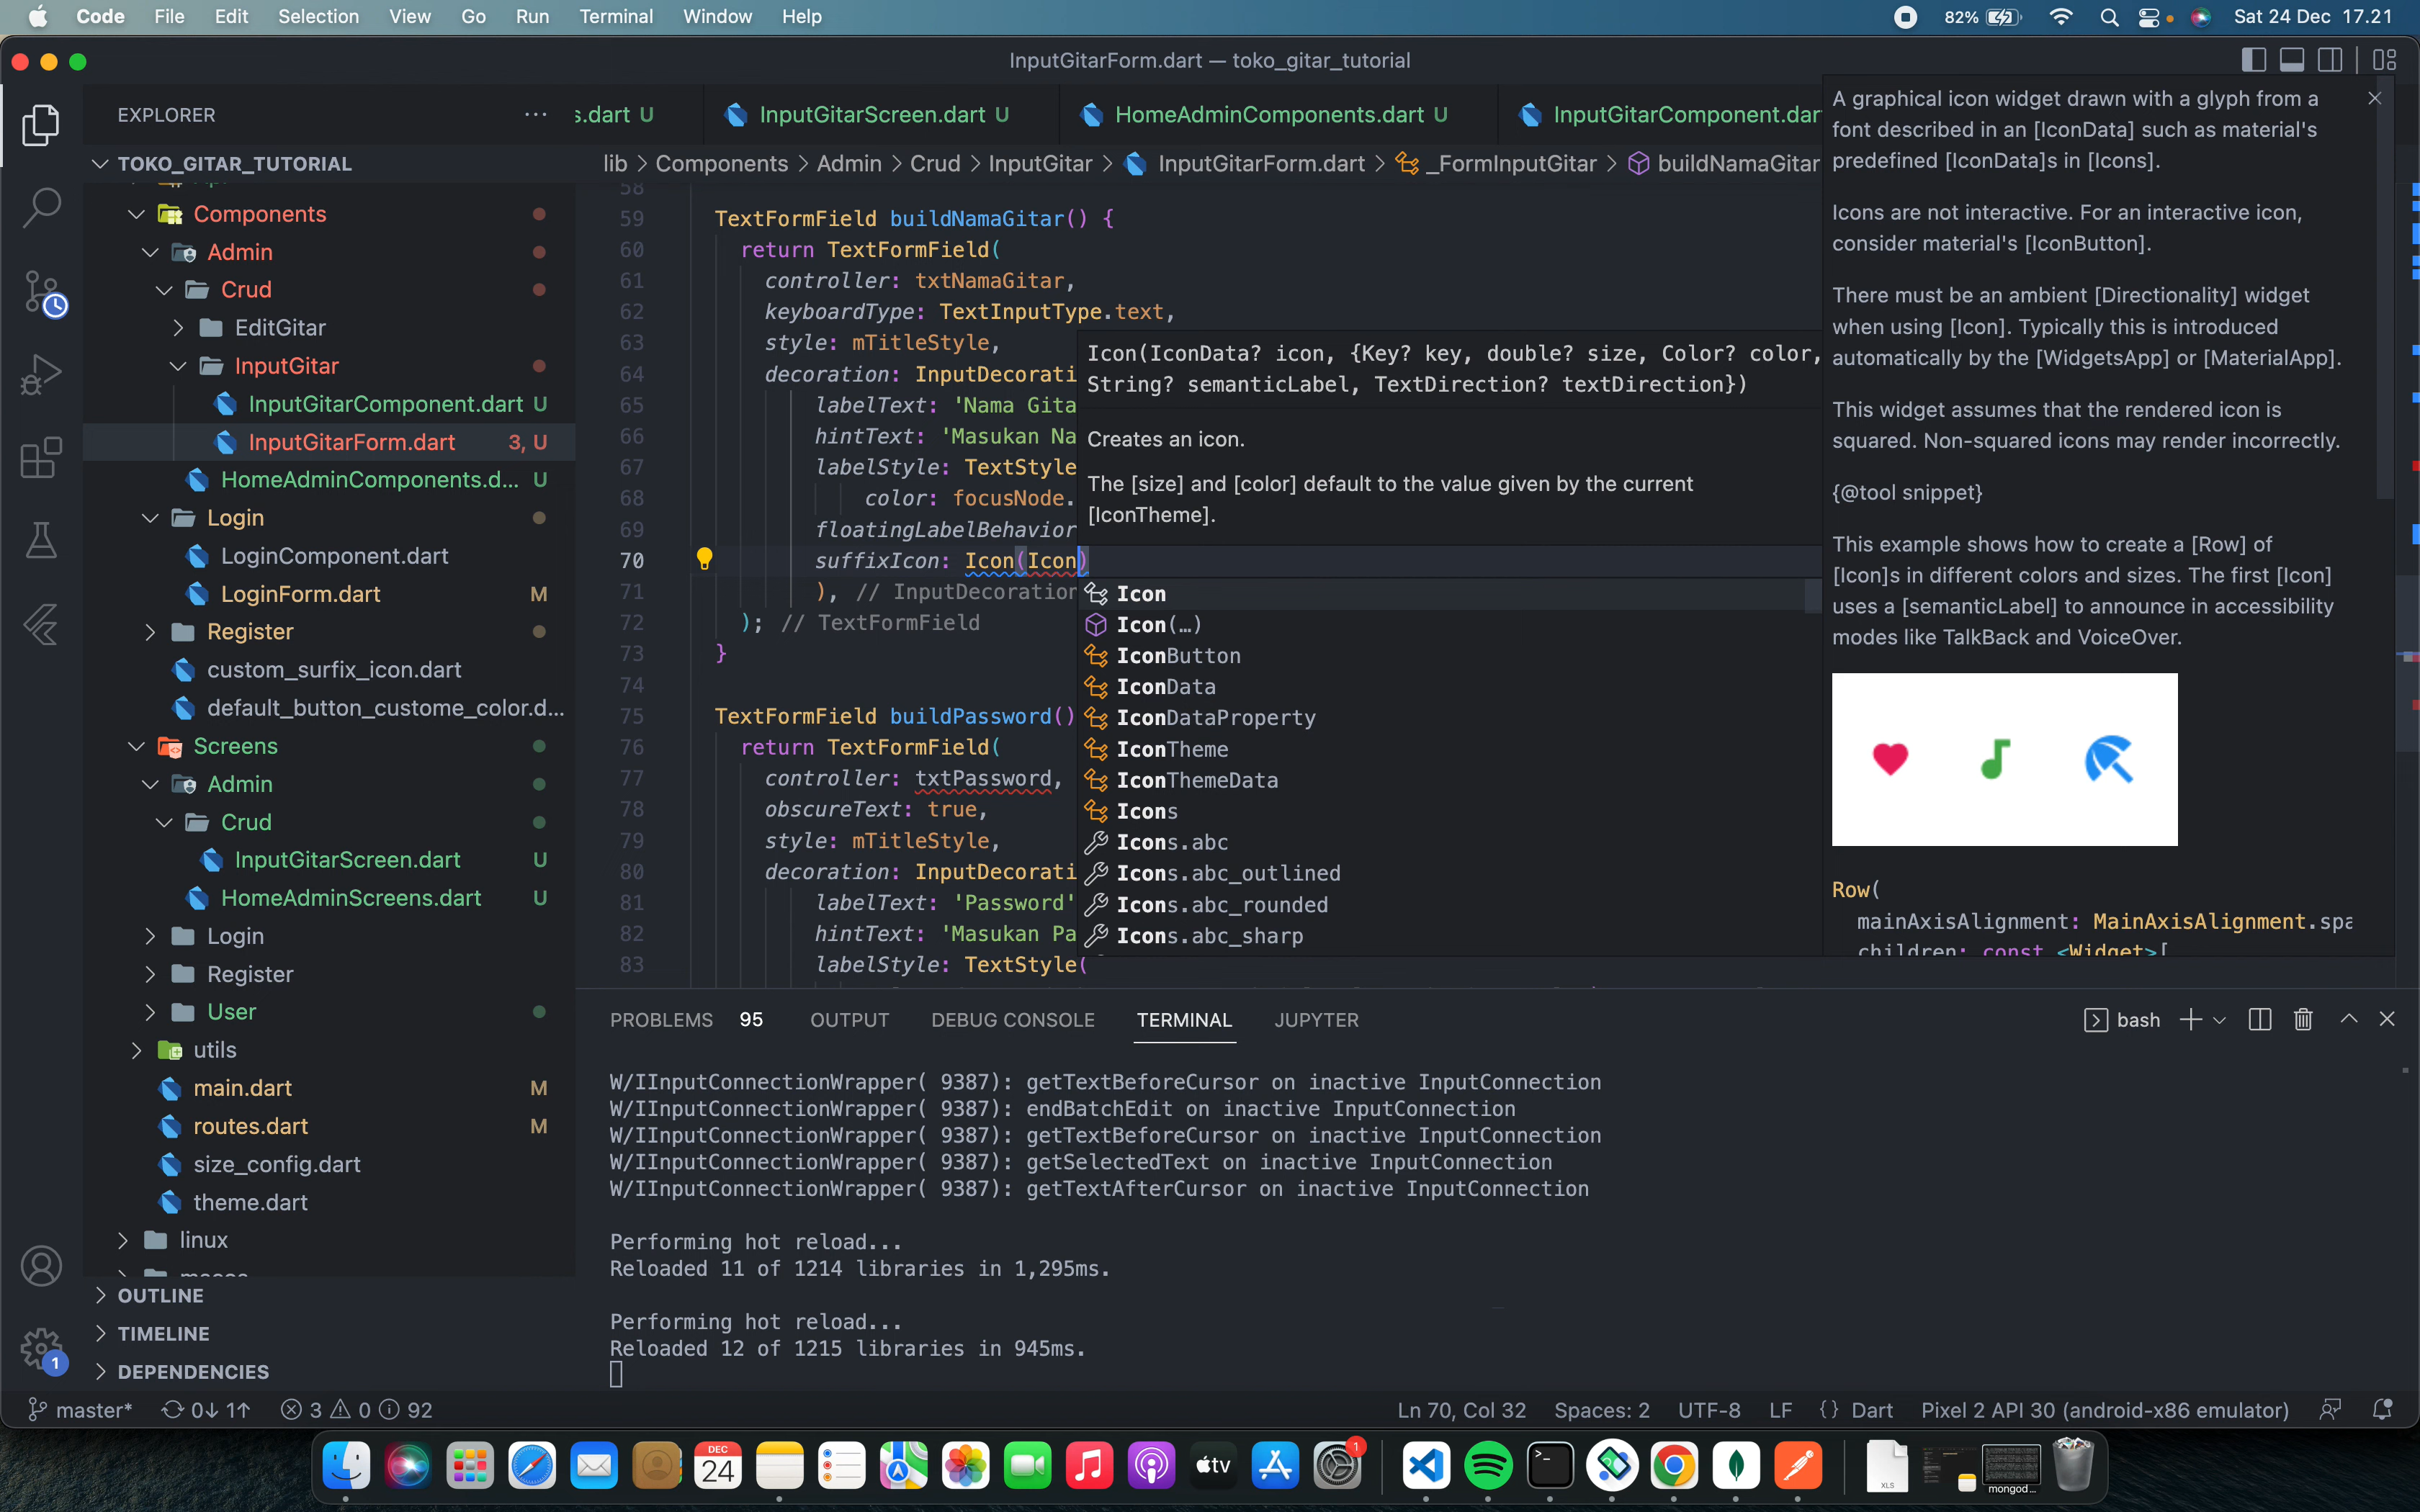 Code File Edit Selection View Go Run Terminal Window Help 82% Sat 24 Dec 17.21
InputGitarForm.dart — toko_gitar_tutorial
EXPLORER
s.dart U
InputGitarScreen.dart U
HomeAdminComponents.dart U
InputGitarComponent.dar
TOKO_GITAR_TUTORIAL
lib > Components > Admin > Crud > InputGitar > InputGitarForm.dart > _FormInputGitar > buildNamaGitar
Components
Admin
Crud
EditGitar
InputGitar
InputGitarComponent.dart U
InputGitarForm.dart 3, U
HomeAdminComponents.d... U
Login
LoginComponent.dart
LoginForm.dart M
Register
custom_surfix_icon.dart
default_button_custome_color.d...
Screens
Admin
Crud
InputGitarScreen.dart U
HomeAdminScreens.dart U
Login
Register
User
utils
main.dart M
routes.dart M
size_config.dart
theme.dart
linux
OUTLINE
TIMELINE
DEPENDENCIES
1
58
59 TextFormField buildNamaGitar() {
60 return TextFormField(
61 controller: txtNamaGitar,
62 keyboardType: TextInputType.text,
63 style: mTitleStyle,
64 decoration: InputDecorati
65 labelText: 'Nama Gita
66 hintText: 'Masukan Na
67 labelStyle: TextStyle
68 color: focusNode.
69 floatingLabelBehavior
70 suffixIcon: Icon(Icon)
71 ), // InputDecoration
72 ); // TextFormField
73 }
74
75 TextFormField buildPassword()
76 return TextFormField(
77 controller: txtPassword,
78 obscureText: true,
79 style: mTitleStyle,
80 decoration: InputDecorati
81 labelText: 'Password'
82 hintText: 'Masukan Pa
83 labelStyle: TextStyle(
Icon(IconData? icon, {Key? key, double? size, Color? color,
String? semanticLabel, TextDirection? textDirection})
Creates an icon.
The [size] and [color] default to the value given by the current
[IconTheme].
Icon
Icon(…)
IconButton
IconData
IconDataProperty
IconTheme
IconThemeData
Icons
Icons.abc
Icons.abc_outlined
Icons.abc_rounded
Icons.abc_sharp
A graphical icon widget drawn with a glyph from a
font described in an [IconData] such as material's
predefined [IconData]s in [Icons].
Icons are not interactive. For an interactive icon,
consider material's [IconButton].
There must be an ambient [Directionality] widget
when using [Icon]. Typically this is introduced
automatically by the [WidgetsApp] or [MaterialApp].
This widget assumes that the rendered icon is
squared. Non-squared icons may render incorrectly.
{@tool snippet}
This example shows how to create a [Row] of
[Icon]s in different colors and sizes. The first [Icon]
uses a [semanticLabel] to announce in accessibility
modes like TalkBack and VoiceOver.
Row(
mainAxisAlignment: MainAxisAlignment.spa
children: const <Widget>[
PROBLEMS 95 OUTPUT DEBUG CONSOLE TERMINAL JUPYTER bash
W/IInputConnectionWrapper( 9387): getTextBeforeCursor on inactive InputConnection
W/IInputConnectionWrapper( 9387): endBatchEdit on inactive InputConnection
W/IInputConnectionWrapper( 9387): getTextBeforeCursor on inactive InputConnection
W/IInputConnectionWrapper( 9387): getSelectedText on inactive InputConnection
W/IInputConnectionWrapper( 9387): getTextAfterCursor on inactive InputConnection
Performing hot reload...
Reloaded 11 of 1214 libraries in 1,295ms.
Performing hot reload...
Reloaded 12 of 1215 libraries in 945ms.
master* 0↓ 1↑ 3 0 92 Ln 70, Col 32 Spaces: 2 UTF-8 LF {} Dart Pixel 2 API 30 (android-x86 emulator)
DEC
24
tv
1
XLS
mongod...